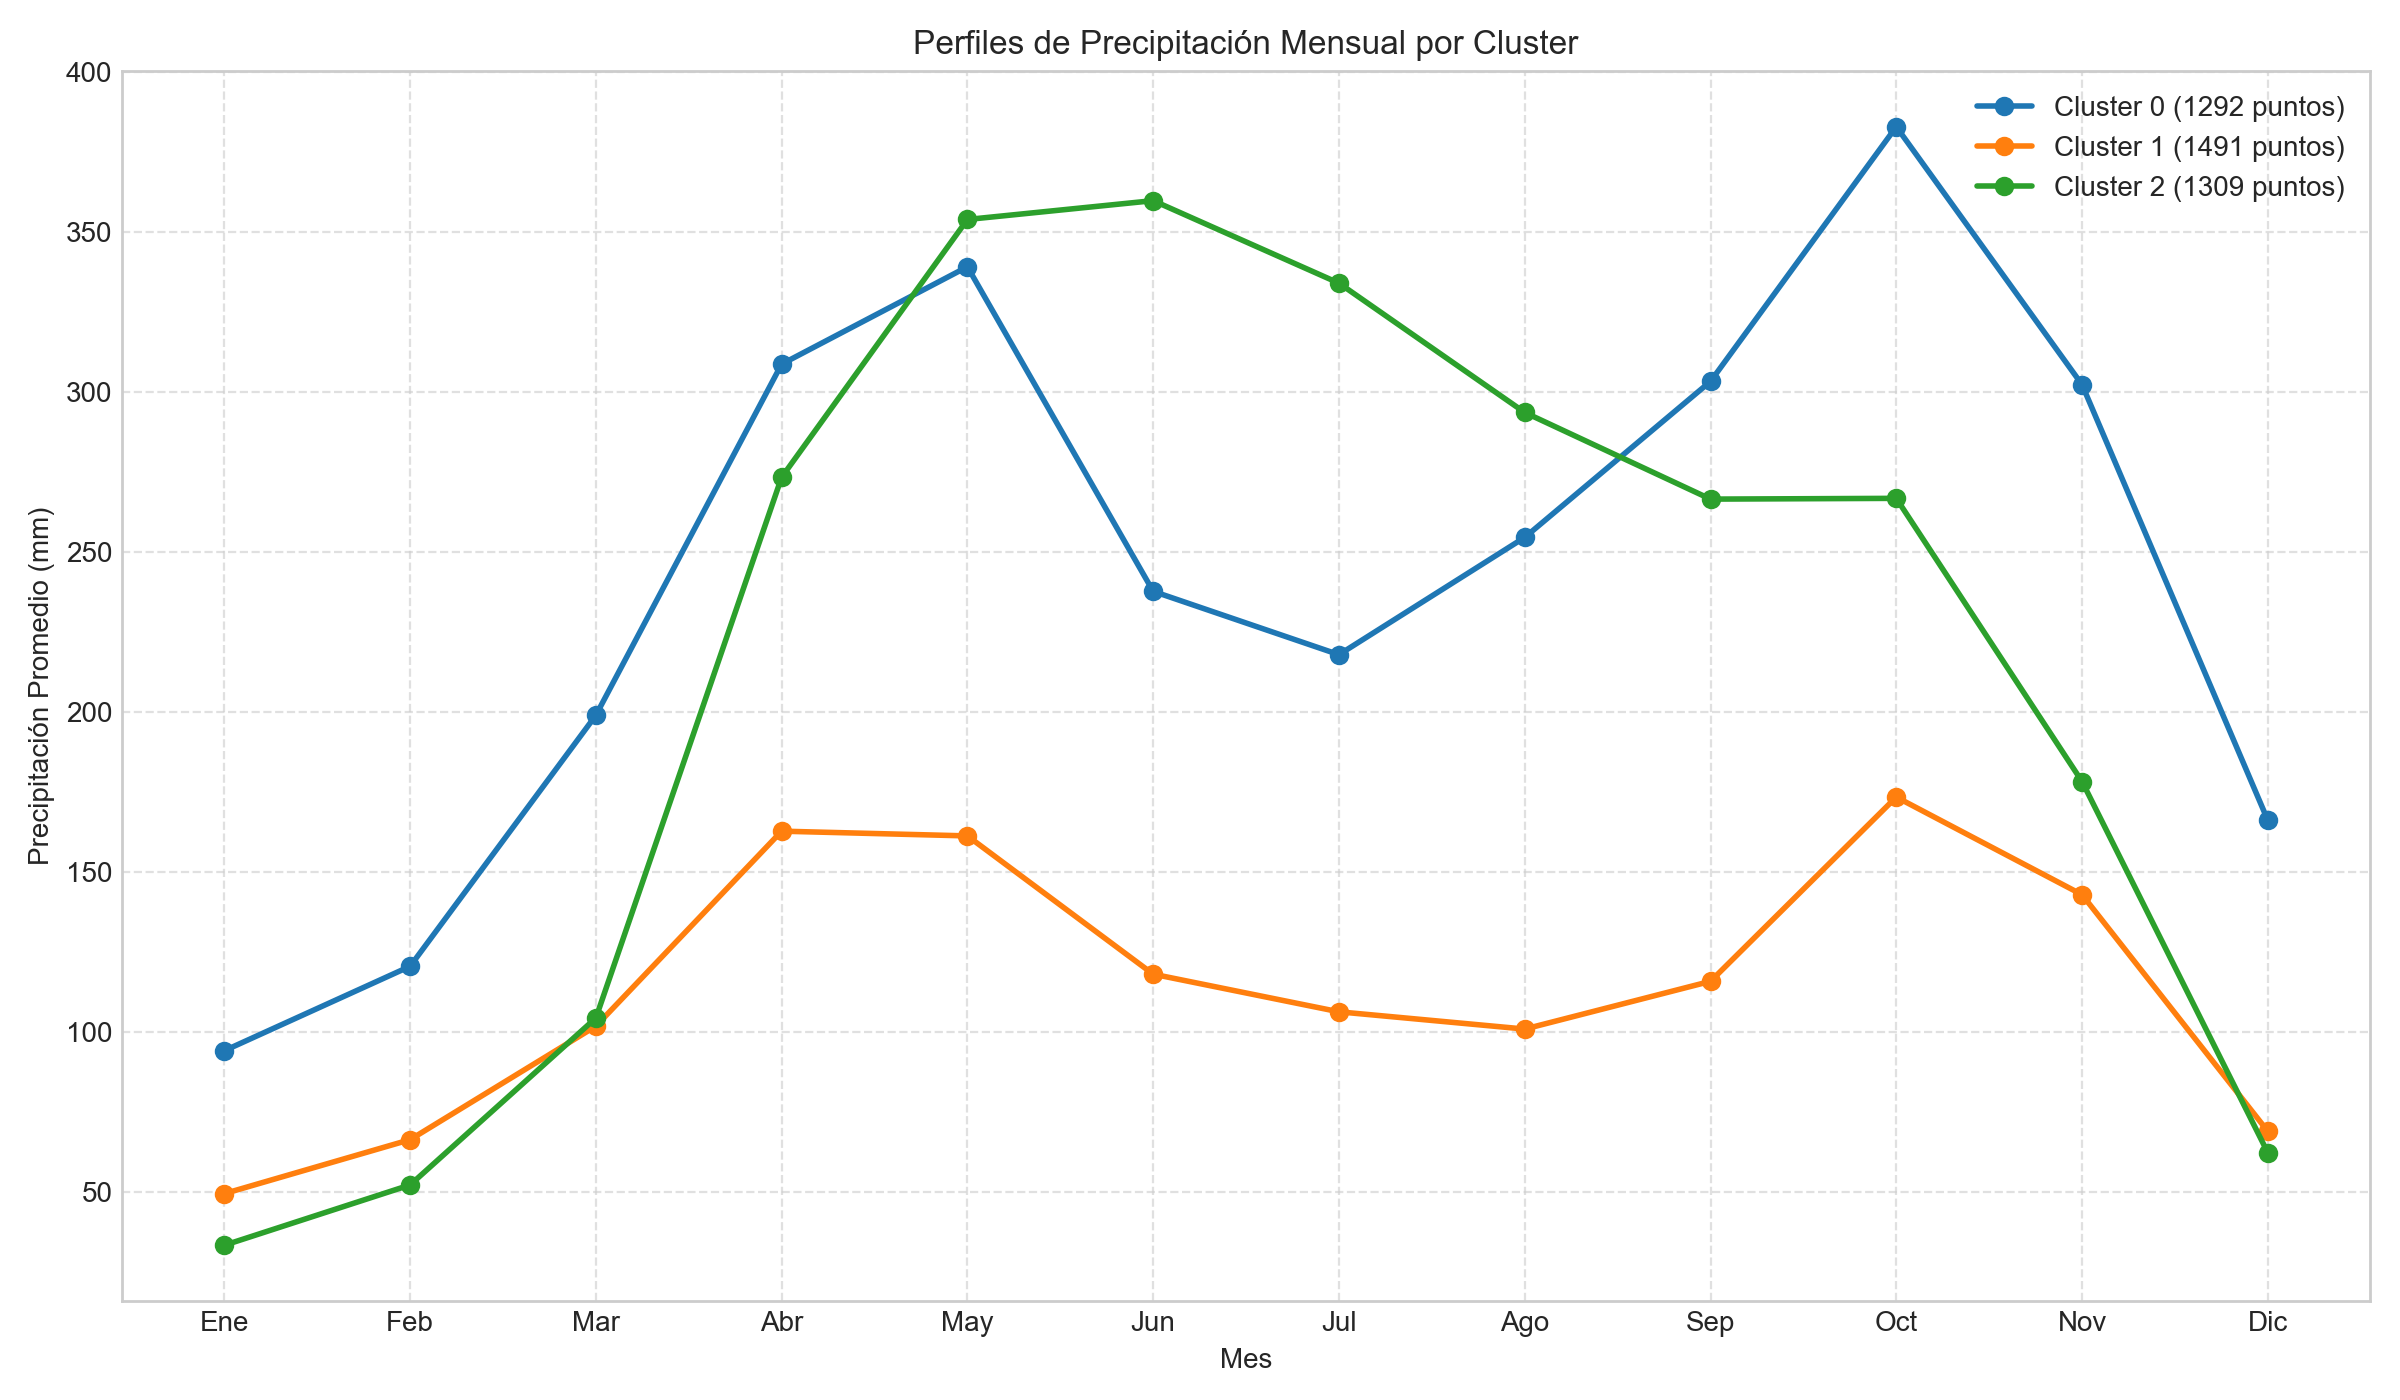 Perfiles de Precipitación Mensual por Cluster
Cluster 0 (1292 puntos)
Cluster 1 (1491 puntos)
Cluster 2 (1309 puntos)
Precipitación Promedio (mm)
400
350
300
250
200
150
100
50
Ene Feb Mar Abr May Jun Jul Ago Sep Oct Nov Dic
Mes